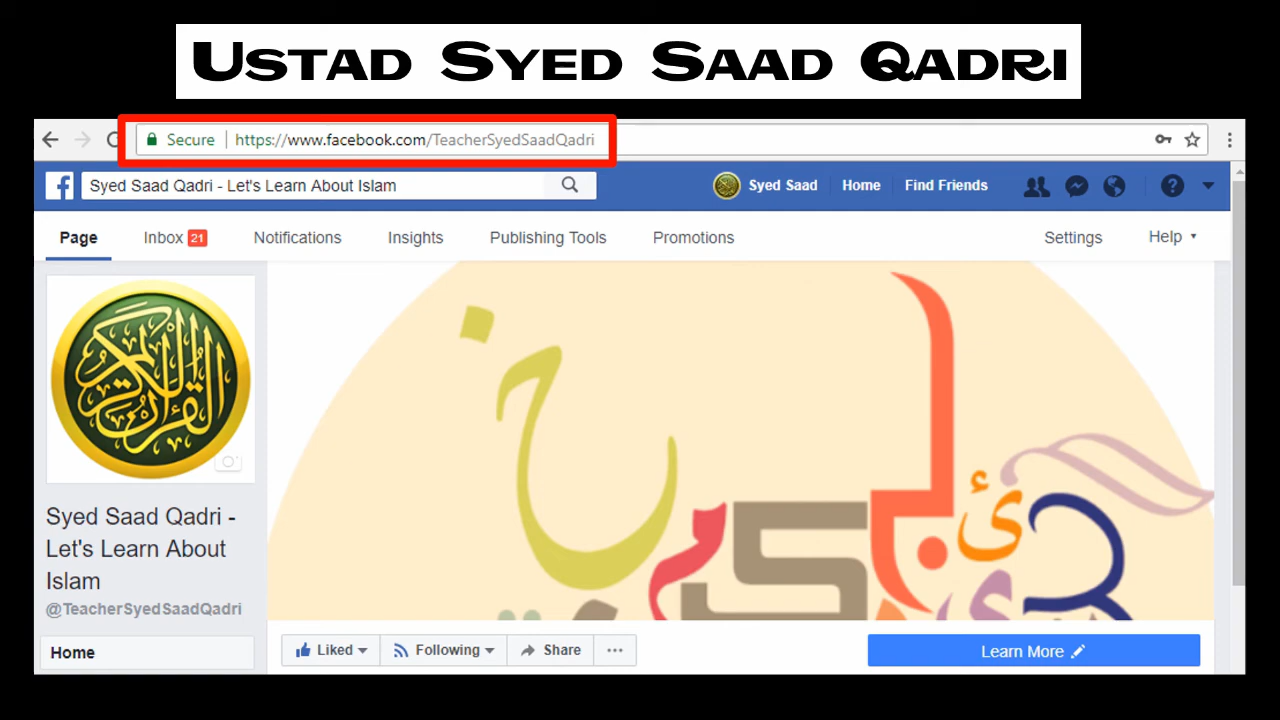 USTAD SYED SAAD QADRI
Secure | https://www.facebook.com/TeacherSyedSaadQadri
f Syed Saad Qadri - Let's Learn About Islam Syed Saad Home Find Friends ?
Page Inbox 21 Notifications Insights Publishing Tools Promotions Settings Help
القرآن الكريم
Syed Saad Qadri -
Let's Learn About
Islam
@TeacherSyedSaadQadri
Home
Liked Following Share ... Learn More